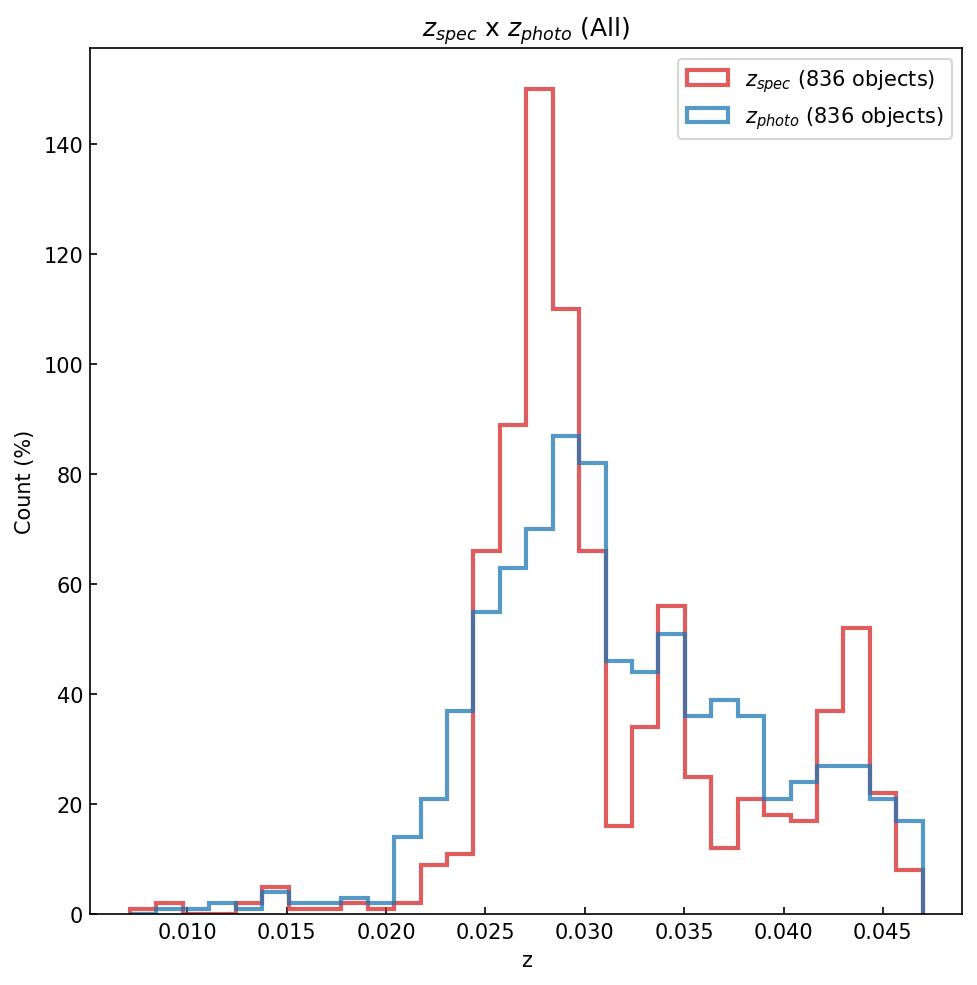 z_spec x z_photo (All)
z_spec (836 objects)
z_photo (836 objects)
Count (%)
140
120
100
80
60
40
20
0
0.010 0.015 0.020 0.025 0.030 0.035 0.040 0.045
z